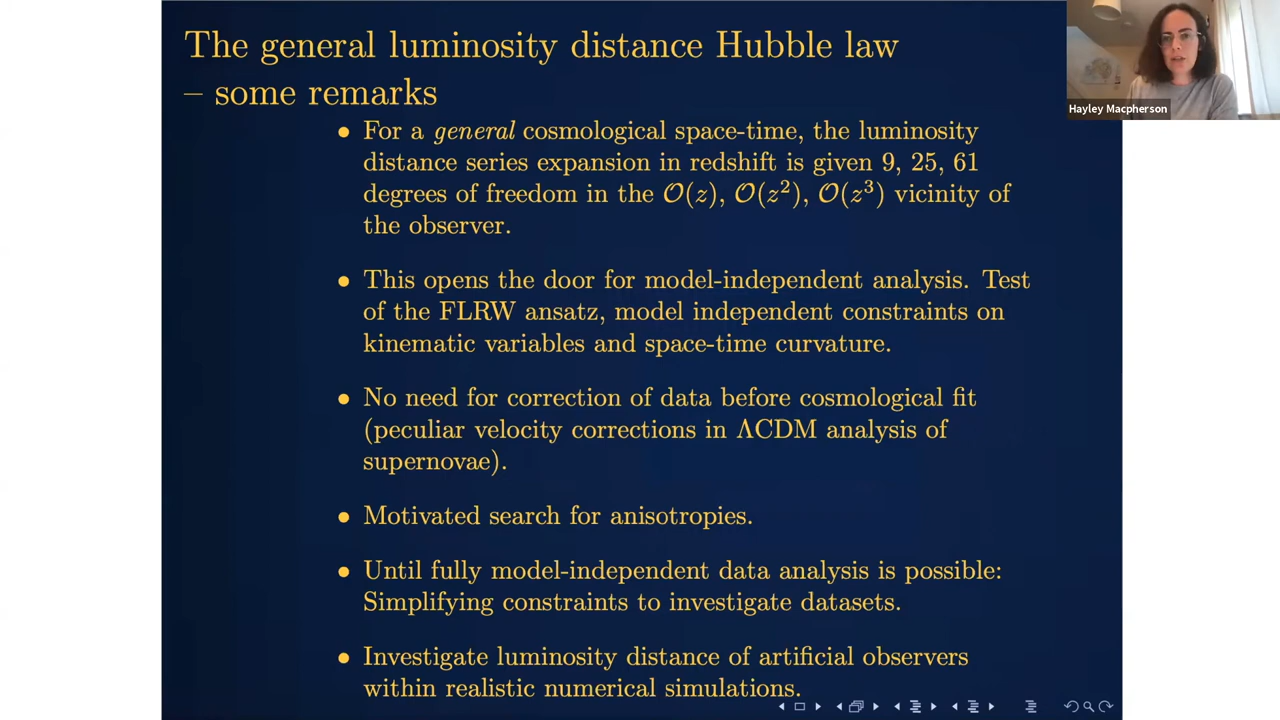 The general luminosity distance Hubble law
– some remarks
Hayley Macpherson
• For a general cosmological space-time, the luminosity
distance series expansion in redshift is given 9, 25, 61
degrees of freedom in the 𝒪(z), 𝒪(z²), 𝒪(z³) vicinity of
the observer.
• This opens the door for model-independent analysis. Test
of the FLRW ansatz, model independent constraints on
kinematic variables and space-time curvature.
• No need for correction of data before cosmological fit
(peculiar velocity corrections in ΛCDM analysis of
supernovae).
• Motivated search for anisotropies.
• Until fully model-independent data analysis is possible:
Simplifying constraints to investigate datasets.
• Investigate luminosity distance of artificial observers
within realistic numerical simulations.